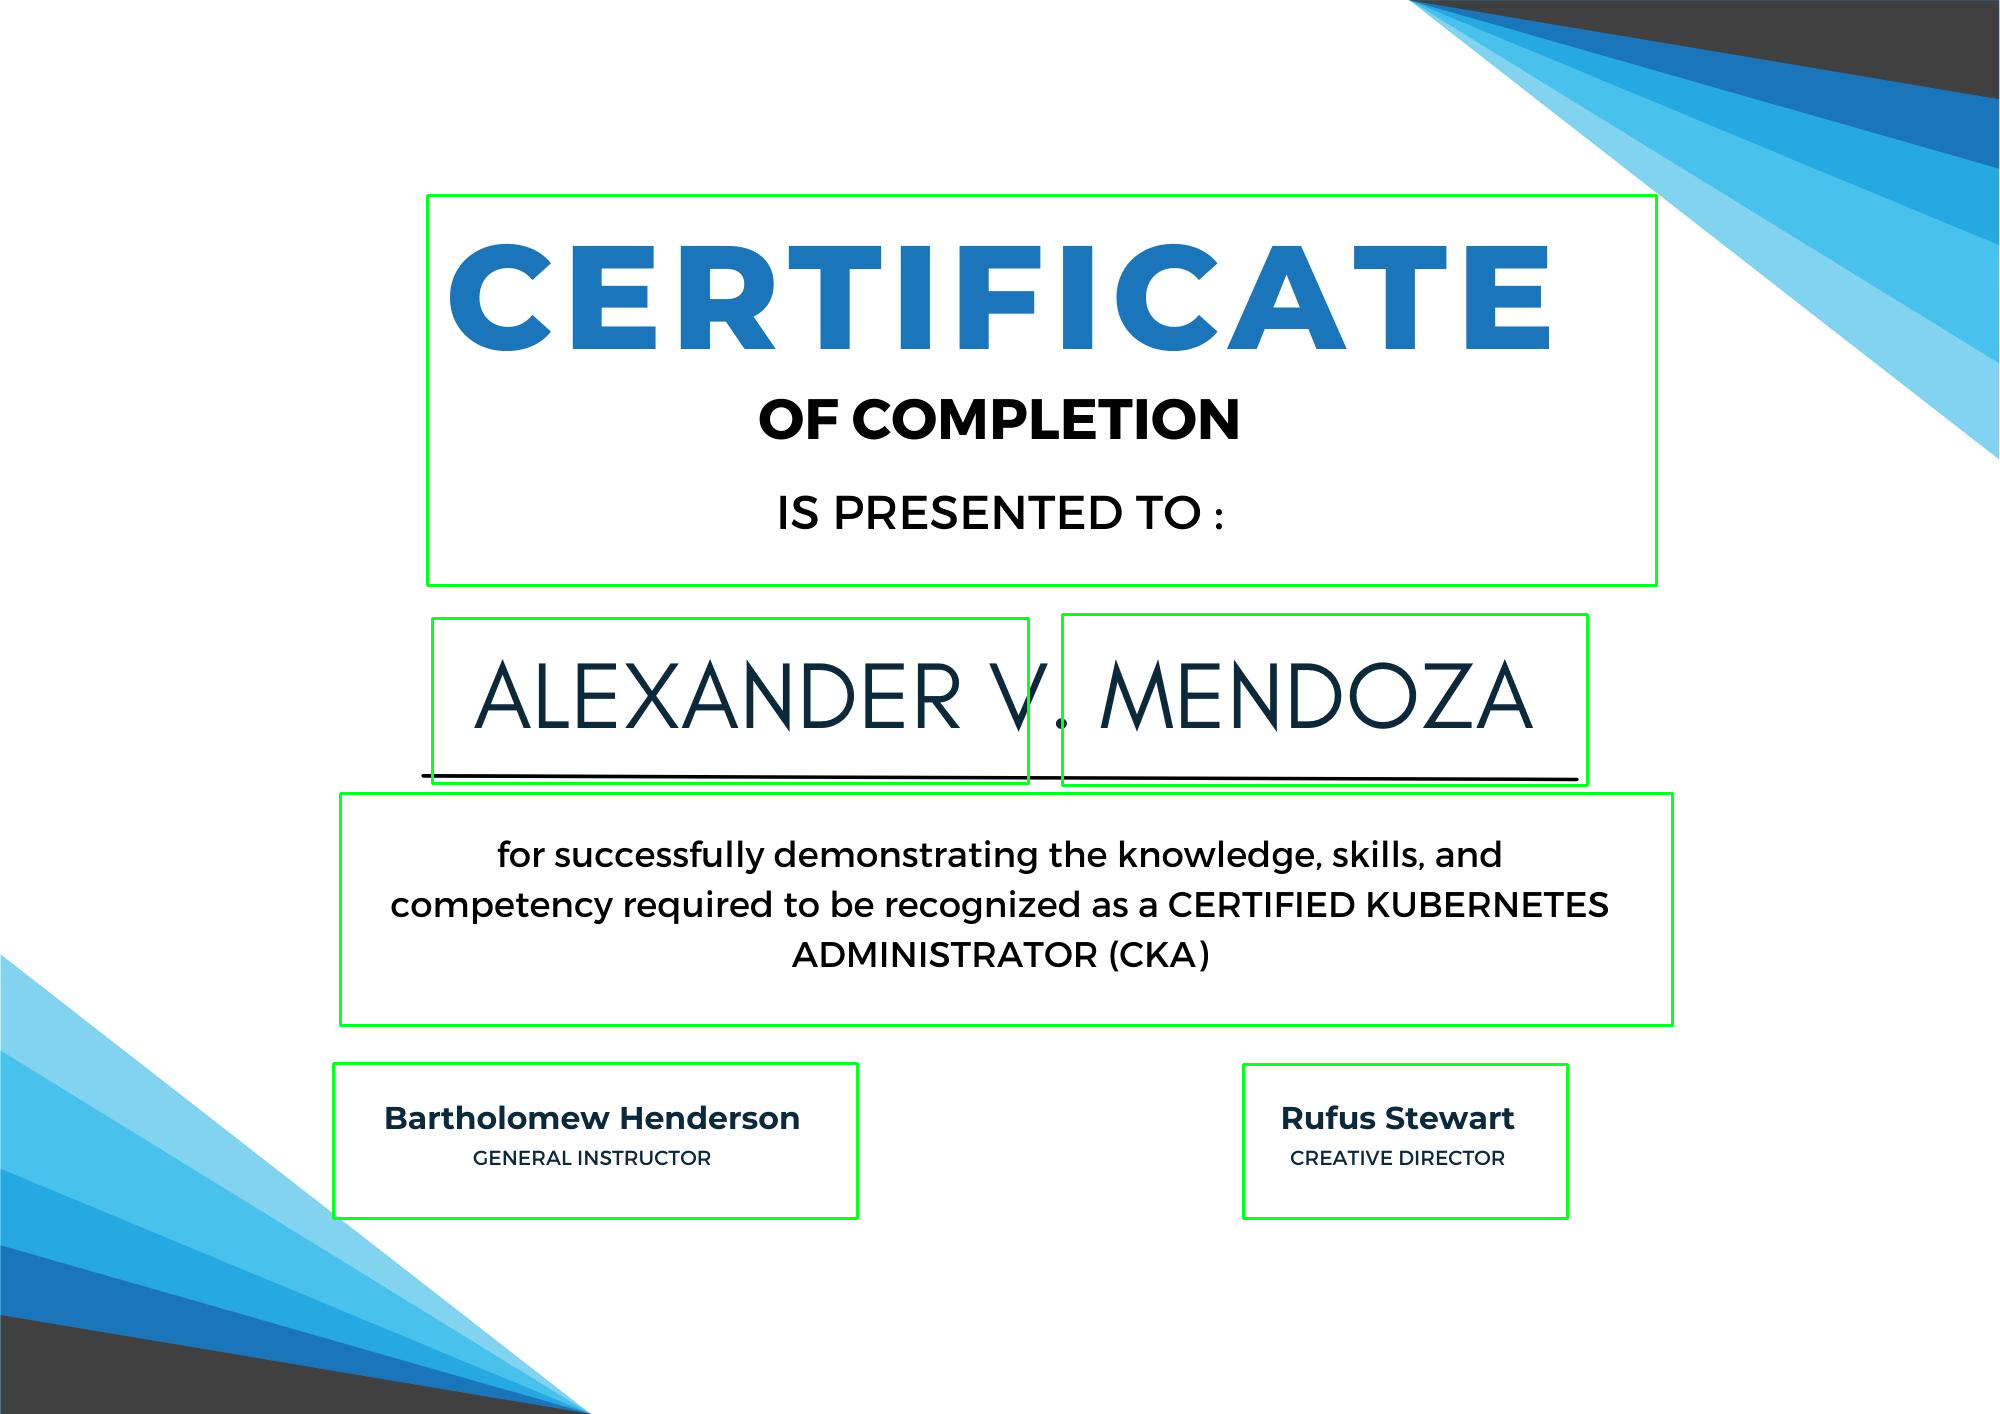 CERTIFICATE
OF COMPLETION
IS PRESENTED TO :
ALEXANDER V. MENDOZA
for successfully demonstrating the knowledge, skills, and
competency required to be recognized as a CERTIFIED KUBERNETES
ADMINISTRATOR (CKA)
Bartholomew Henderson
GENERAL INSTRUCTOR
Rufus Stewart
CREATIVE DIRECTOR